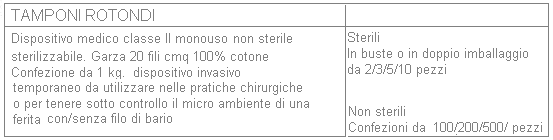 TAMPONI ROTONDI
Dispositivo medico classe II monouso non sterile
sterilizzabile. Garza 20 fili cmq 100% cotone
Confezione da 1 kg. dispositivo invasivo
temporaneo da utilizzare nelle pratiche chirurgiche
o per tenere sotto controllo il micro ambiente di una
ferita con/senza filo di bario
Sterili
In buste o in doppio imballaggio
da 2/3/5/10 pezzi
Non sterili
Confezioni da 100/200/500/ pezzi